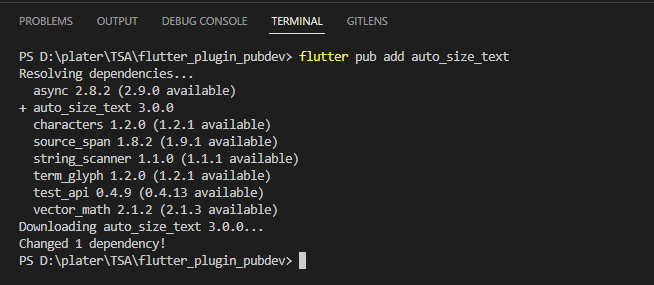 PROBLEMS OUTPUT DEBUG CONSOLE TERMINAL GITLENS
PS D:\plater\TSA\flutter_plugin_pubdev> flutter pub add auto_size_text
Resolving dependencies...
  async 2.8.2 (2.9.0 available)
+ auto_size_text 3.0.0
  characters 1.2.0 (1.2.1 available)
  source_span 1.8.2 (1.9.1 available)
  string_scanner 1.1.0 (1.1.1 available)
  term_glyph 1.2.0 (1.2.1 available)
  test_api 0.4.9 (0.4.13 available)
  vector_math 2.1.2 (2.1.3 available)
Downloading auto_size_text 3.0.0...
Changed 1 dependency!
PS D:\plater\TSA\flutter_plugin_pubdev>